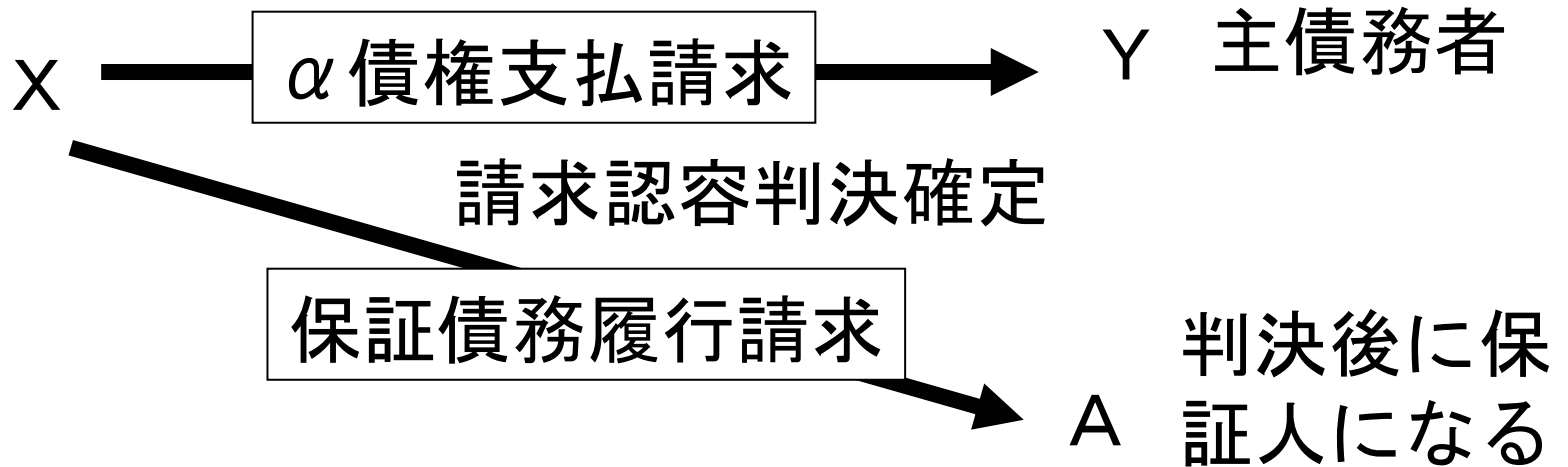 X
α債権支払請求
Y 主債務者
請求認容判決確定
保証債務履行請求
A
判決後に保
証人になる